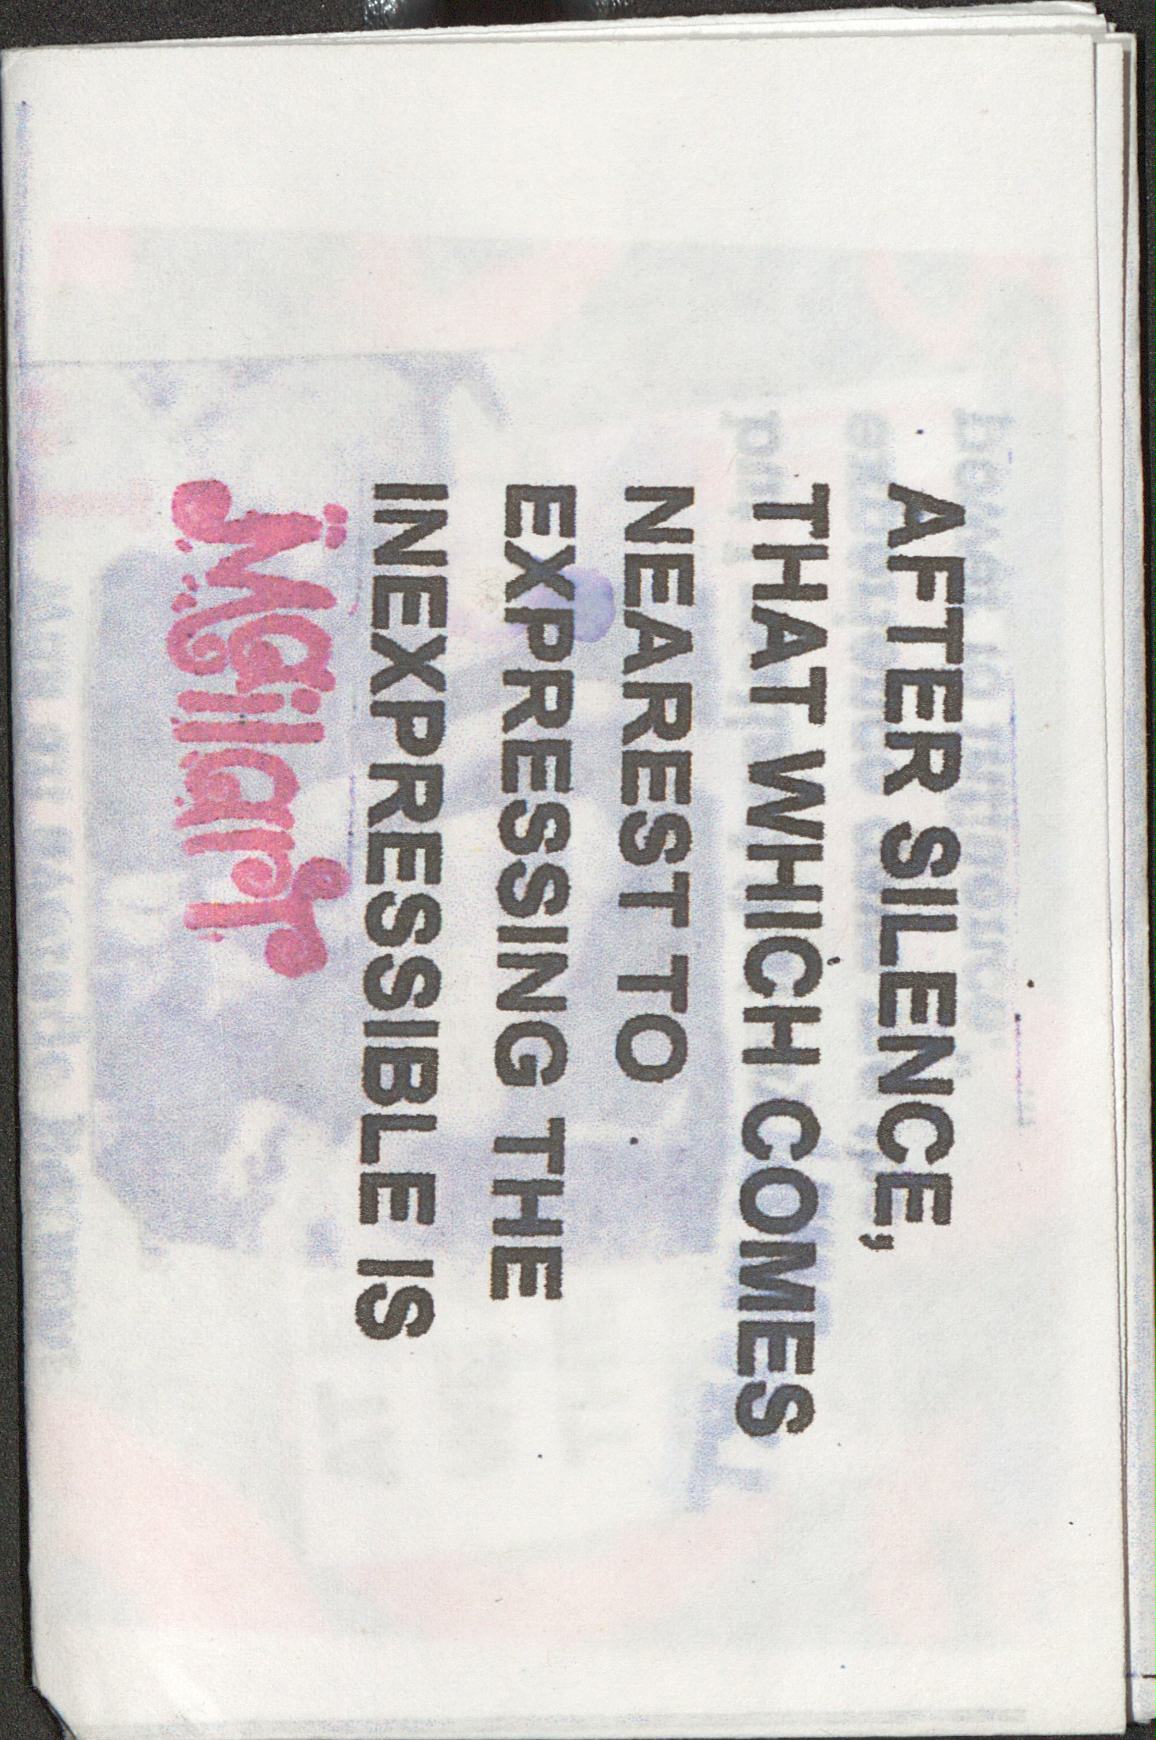 AFTER SILENCE,
THAT WHICH COMES
NEAREST TO
EXPRESSING THE
INEXPRESSIBLE IS
Mailart